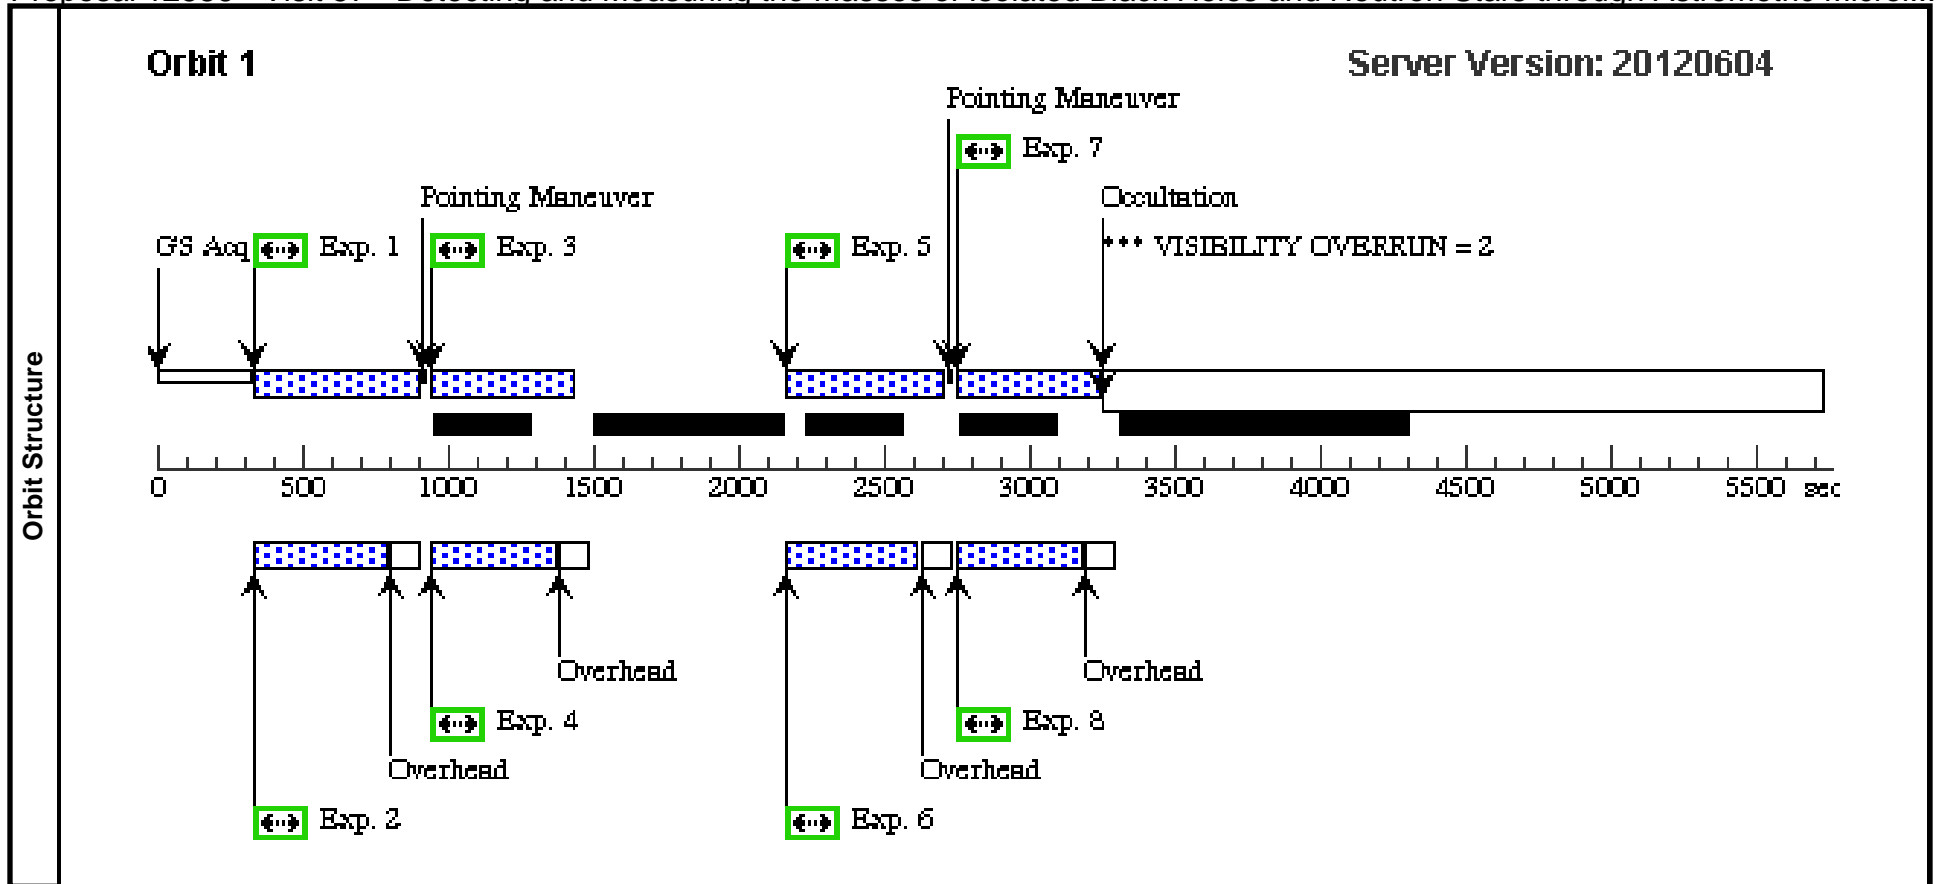 Orbit 1
Server Version: 20120604
Pointing Maneuver
Exp. 7
Pointing Maneuver
Occultation
GS Acq
Exp. 1
Exp. 3
Exp. 5
*** VISIBILITY OVERRUN = 2
Orbit Structure
0 500 1000 1500 2000 2500 3000 3500 4000 4500 5000 5500 sec
Overhead
Overhead
Exp. 4
Exp. 8
Overhead
Overhead
Exp. 2
Exp. 6